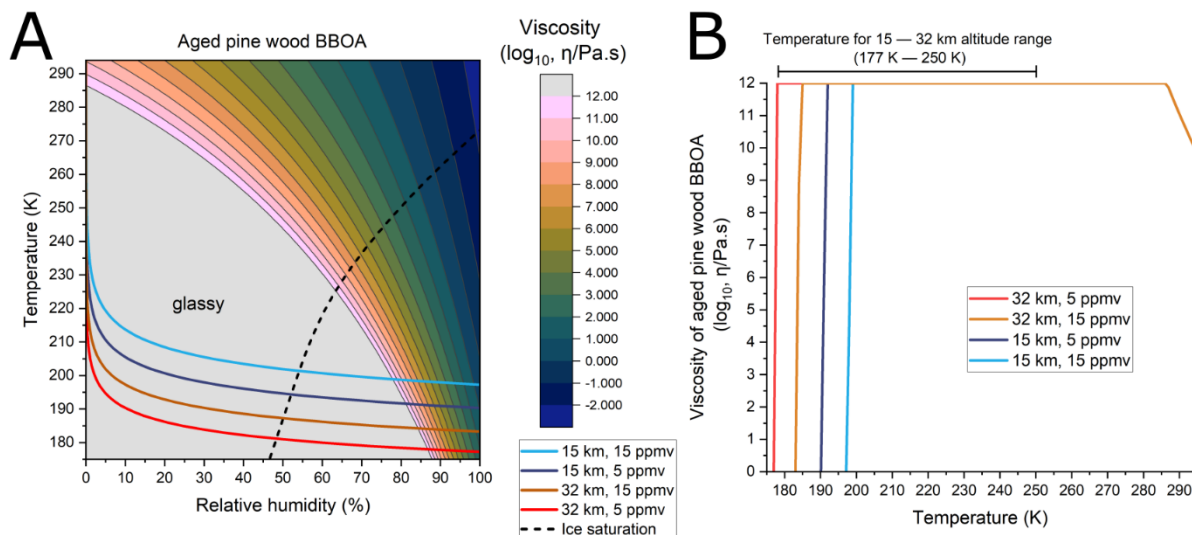 A
Aged pine wood BBOA
Viscosity
(log₁₀, η/Pa.s)
290
280
270
260
250
240
230
220
210
200
190
180
Temperature (K)
glassy
0
10
20
30
40
50
60
70
80
90
100
Relative humidity (%)
12.00
11.00
10.00
9.000
8.000
7.000
6.000
5.000
4.000
3.000
2.000
1.000
0.000
-1.000
-2.000
15 km, 15 ppmv
15 km, 5 ppmv
32 km, 15 ppmv
32 km, 5 ppmv
Ice saturation
B
Temperature for 15 — 32 km altitude range
(177 K — 250 K)
Viscosity of aged pine wood BBOA
(log₁₀, η/Pa.s)
12
11
10
9
8
7
6
5
4
3
2
1
0
32 km, 5 ppmv
32 km, 15 ppmv
15 km, 5 ppmv
15 km, 15 ppmv
180
190
200
210
220
230
240
250
260
270
280
290
Temperature (K)